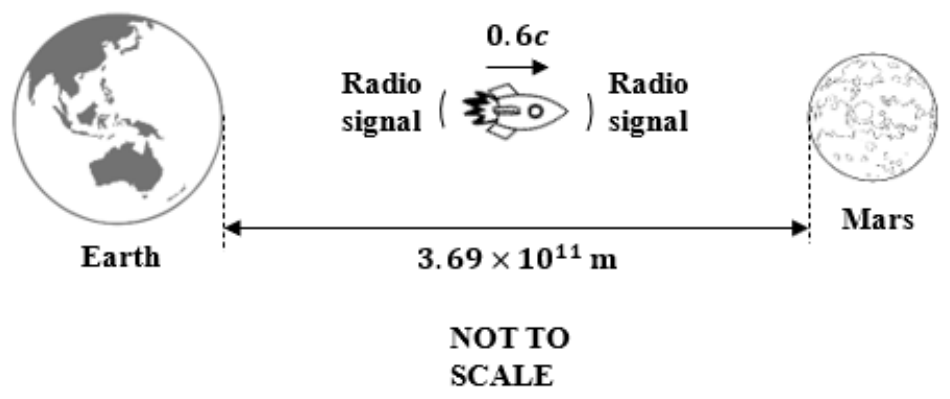 0.6c
Radio
signal
Radio
signal
Earth
3.69 × 10¹¹ m
Mars
NOT TO
SCALE